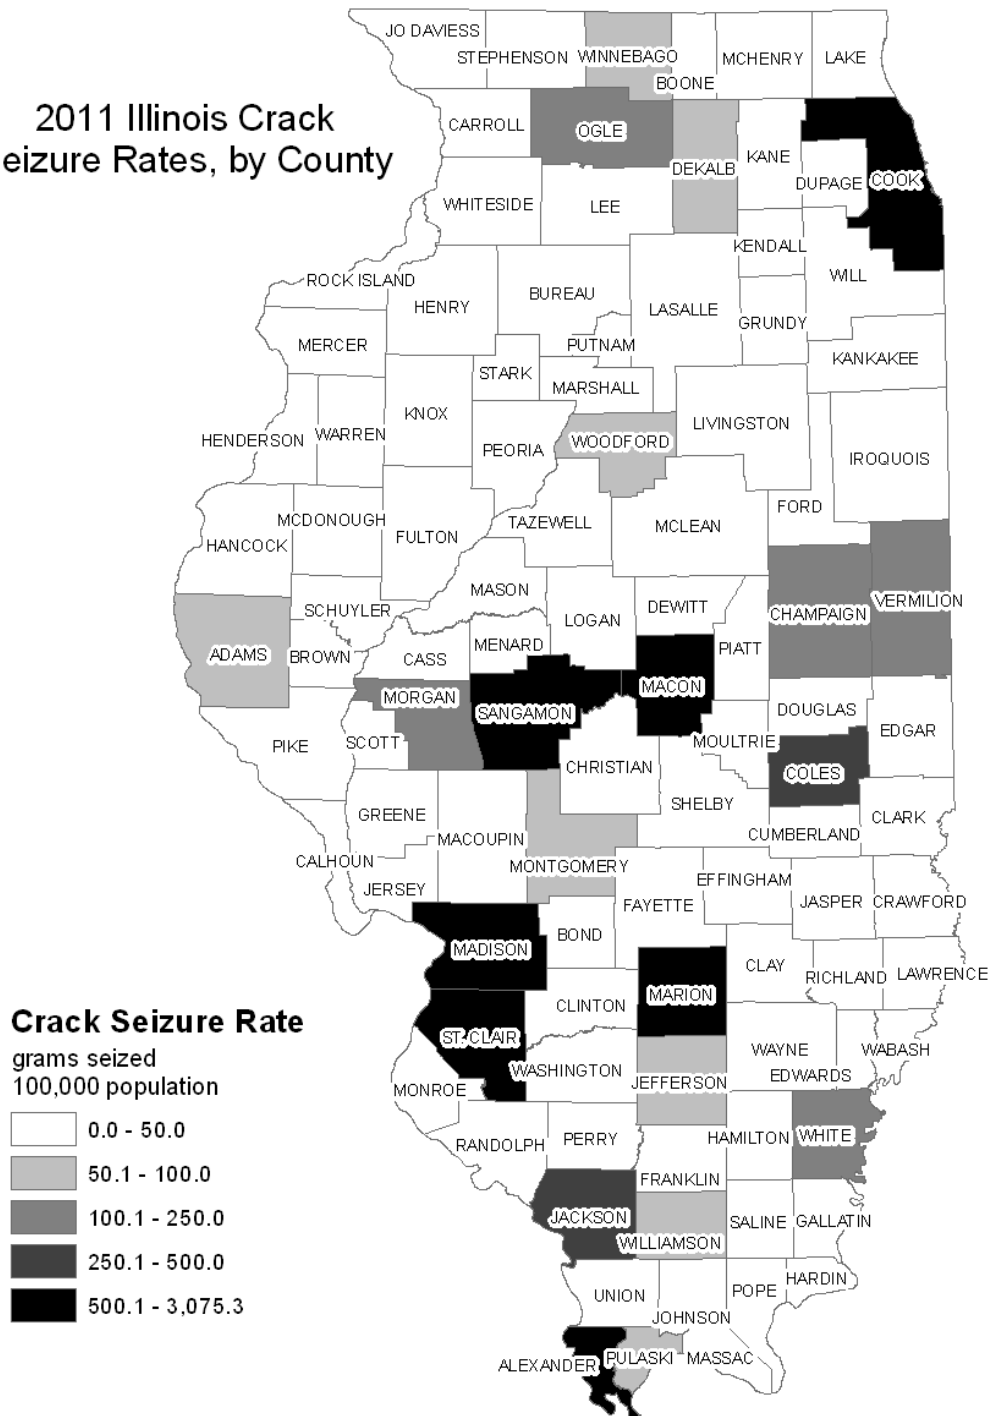 2011 Illinois Crack
eizure Rates, by County
JO DAVIESS
STEPHENSON
WINNEBAGO
BOONE
MCHENRY
LAKE
CARROLL
OGLE
DEKALB
KANE
DUPAGE
COOK
WHITESIDE
LEE
KENDALL
WILL
ROCK ISLAND
HENRY
BUREAU
LASALLE
GRUNDY
MERCER
PUTNAM
KANKAKEE
STARK
MARSHALL
KNOX
HENDERSON
WARREN
PEORIA
WOODFORD
LIVINGSTON
IROQUOIS
FORD
MCDONOUGH
HANCOCK
FULTON
TAZEWELL
MCLEAN
MASON
SCHUYLER
LOGAN
DEWITT
CHAMPAIGN
VERMILION
ADAMS
BROWN
CASS
MENARD
PIATT
MORGAN
SANGAMON
MACON
DOUGLAS
PIKE
SCOTT
CHRISTIAN
MOULTRIE
EDGAR
COLES
GREENE
MACOUPIN
SHELBY
CUMBERLAND
CLARK
CALHOUN
JERSEY
MONTGOMERY
EFFINGHAM
FAYETTE
JASPER
CRAWFORD
MADISON
BOND
CLAY
RICHLAND
LAWRENCE
MARION
CLINTON
ST. CLAIR
WASHINGTON
WAYNE
WABASH
EDWARDS
MONROE
JEFFERSON
RANDOLPH
PERRY
HAMILTON
WHITE
FRANKLIN
JACKSON
WILLIAMSON
SALINE
GALLATIN
UNION
JOHNSON
POPE
HARDIN
ALEXANDER
PULASKI
MASSAC
Crack Seizure Rate
grams seized
100,000 population
0.0 - 50.0
50.1 - 100.0
100.1 - 250.0
250.1 - 500.0
500.1 - 3,075.3